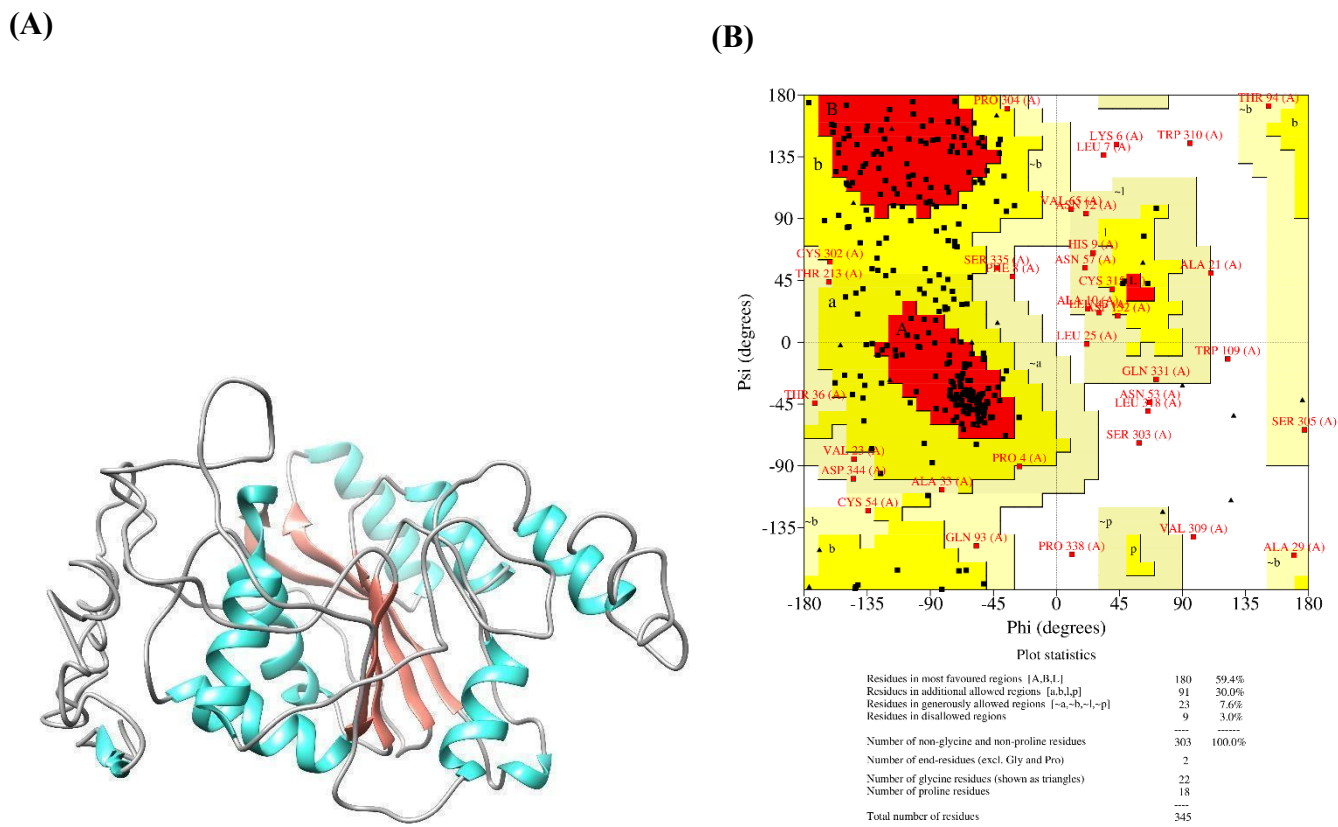 (A)
(B)
180
135
90
45
0
-45
-90
-135
-180
-135
-90
-45
0
45
90
135
180
Psi (degrees)
Phi (degrees)
B
A
b
a
~b
~l
l
~a
~p
p
~b
b
~b
b
~b
PRO 304 (A)
THR 94 (A)
LYS 6 (A)
TRP 310 (A)
LEU 7 (A)
VAL 65 (A)
ASN 72 (A)
HIS 9 (A)
CYS 302 (A)
SER 335 (A)
ASN 57 (A)
ALA 21 (A)
THR 213 (A)
ALA 10 (A)
LEU 25 (A)
TRP 109 (A)
GLN 331 (A)
THR 36 (A)
ASN 53 (A)
LEU 318 (A)
SER 305 (A)
SER 303 (A)
VAL 23 (A)
PRO 4 (A)
ASP 344 (A)
ALA 33 (A)
CYS 54 (A)
GLN 93 (A)
PRO 338 (A)
VAL 309 (A)
ALA 29 (A)
Plot statistics
Residues in most favoured regions [A,B,L] 180 59.4%
Residues in additional allowed regions [a,b,l,p] 91 30.0%
Residues in generously allowed regions [~a,~b,~l,~p] 23 7.6%
Residues in disallowed regions 9 3.0%
---- ------
Number of non-glycine and non-proline residues 303 100.0%
Number of end-residues (excl. Gly and Pro) 2
Number of glycine residues (shown as triangles) 22
Number of proline residues 18
----
Total number of residues 345